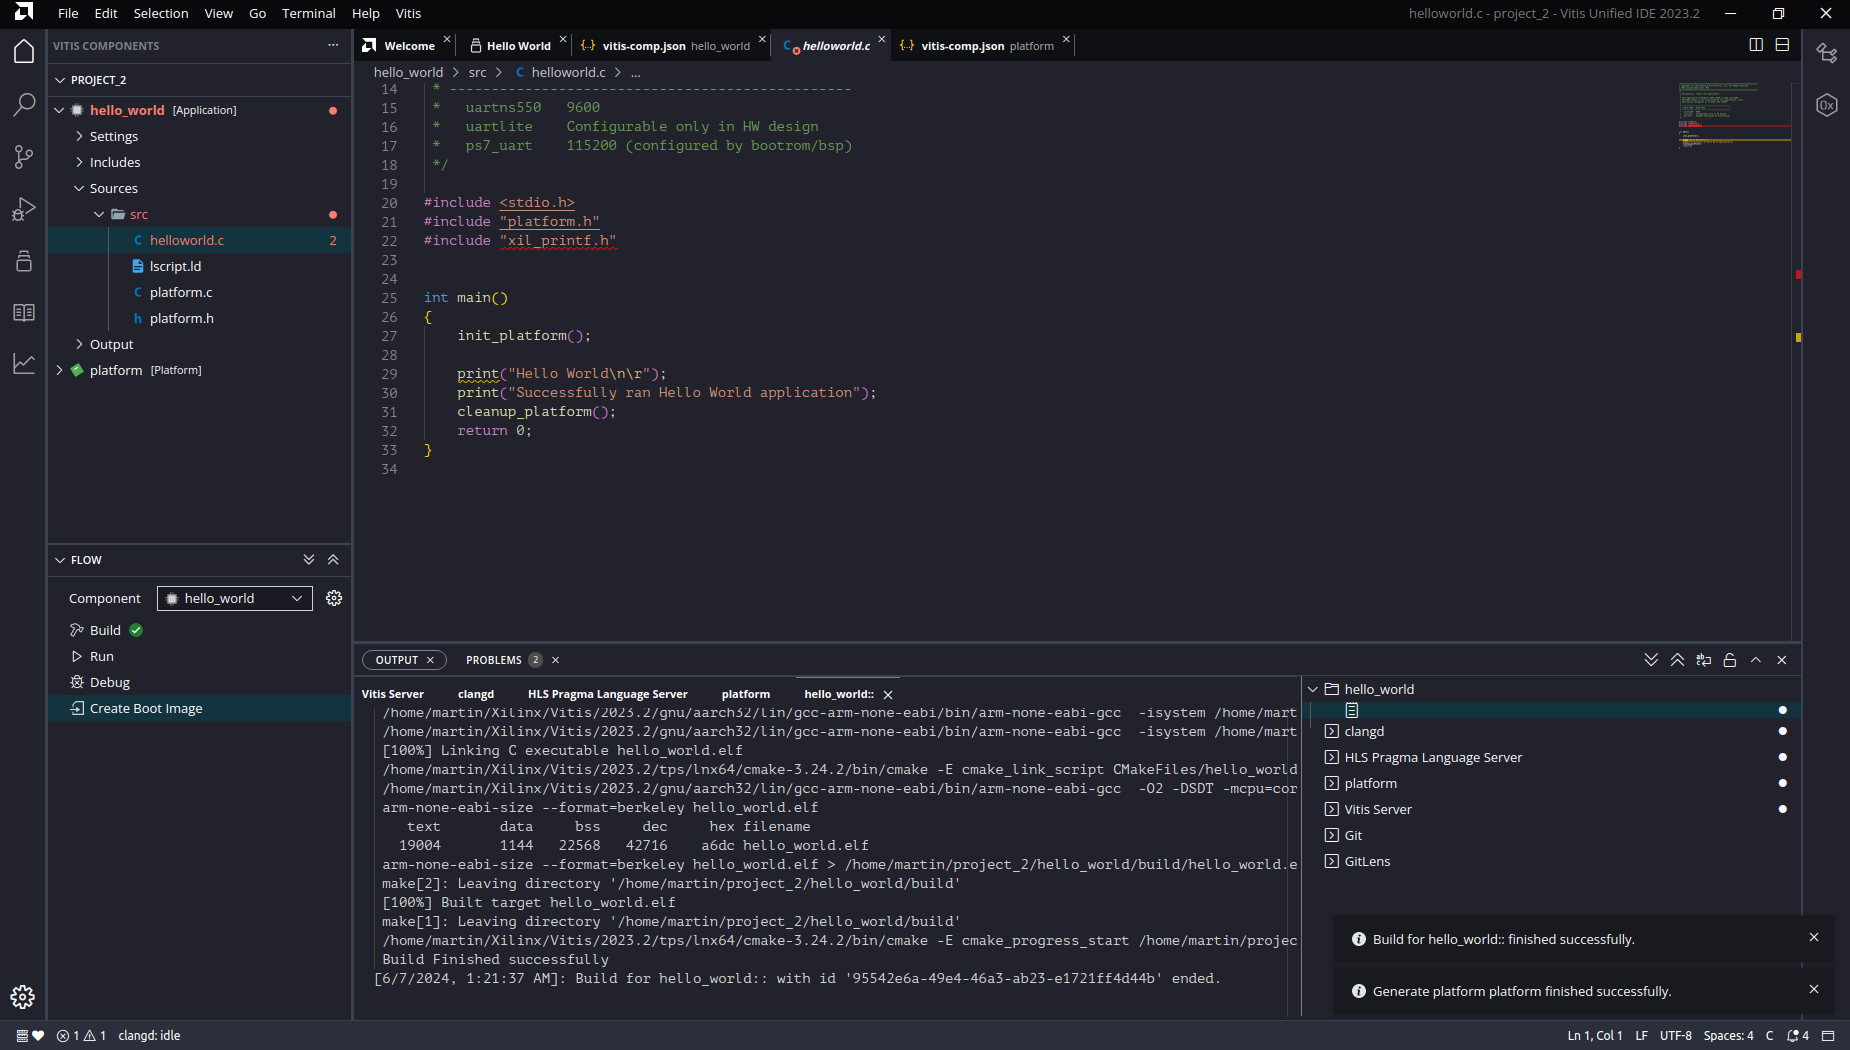 File Edit Selection View Go Terminal Help Vitis
helloworld.c - project_2 - Vitis Unified IDE 2023.2
VITIS COMPONENTS
PROJECT_2
hello_world [Application]
Settings
Includes
Sources
src
helloworld.c 2
lscript.ld
platform.c
platform.h
Output
platform [Platform]
FLOW
Component hello_world
Build
Run
Debug
Create Boot Image
Welcome Hello World vitis-comp.json hello_world helloworld.c vitis-comp.json platform
hello_world > src > C helloworld.c > ...
14 * ------------------------------------------------
15 * uartns550 9600
16 * uartlite Configurable only in HW design
17 * ps7_uart 115200 (configured by bootrom/bsp)
18 */
19
20 #include <stdio.h>
21 #include "platform.h"
22 #include "xil_printf.h"
23
24
25 int main()
26 {
27 init_platform();
28
29 print("Hello World\n\r");
30 print("Successfully ran Hello World application");
31 cleanup_platform();
32 return 0;
33 }
34
OUTPUT PROBLEMS 2
Vitis Server clangd HLS Pragma Language Server platform hello_world::
/home/martin/Xilinx/Vitis/2023.2/gnu/aarch32/lin/gcc-arm-none-eabi/bin/arm-none-eabi-gcc -isystem /home/mart
/home/martin/Xilinx/Vitis/2023.2/gnu/aarch32/lin/gcc-arm-none-eabi/bin/arm-none-eabi-gcc -isystem /home/mart
[100%] Linking C executable hello_world.elf
/home/martin/Xilinx/Vitis/2023.2/tps/lnx64/cmake-3.24.2/bin/cmake -E cmake_link_script CMakeFiles/hello_world
/home/martin/Xilinx/Vitis/2023.2/gnu/aarch32/lin/gcc-arm-none-eabi/bin/arm-none-eabi-gcc -O2 -DSDT -mcpu=cor
arm-none-eabi-size --format=berkeley hello_world.elf
text data bss dec hex filename
19004 1144 22568 42716 a6dc hello_world.elf
arm-none-eabi-size --format=berkeley hello_world.elf > /home/martin/project_2/hello_world/build/hello_world.e
make[2]: Leaving directory '/home/martin/project_2/hello_world/build'
[100%] Built target hello_world.elf
make[1]: Leaving directory '/home/martin/project_2/hello_world/build'
/home/martin/Xilinx/Vitis/2023.2/tps/lnx64/cmake-3.24.2/bin/cmake -E cmake_progress_start /home/martin/projec
Build Finished successfully
[6/7/2024, 1:21:37 AM]: Build for hello_world:: with id '95542e6a-49e4-46a3-ab23-e1721ff4d44b' ended.
hello_world
clangd
HLS Pragma Language Server
platform
Vitis Server
Git
GitLens
Build for hello_world:: finished successfully.
Generate platform platform finished successfully.
1 1 clangd: idle
Ln 1, Col 1 LF UTF-8 Spaces: 4 C 4